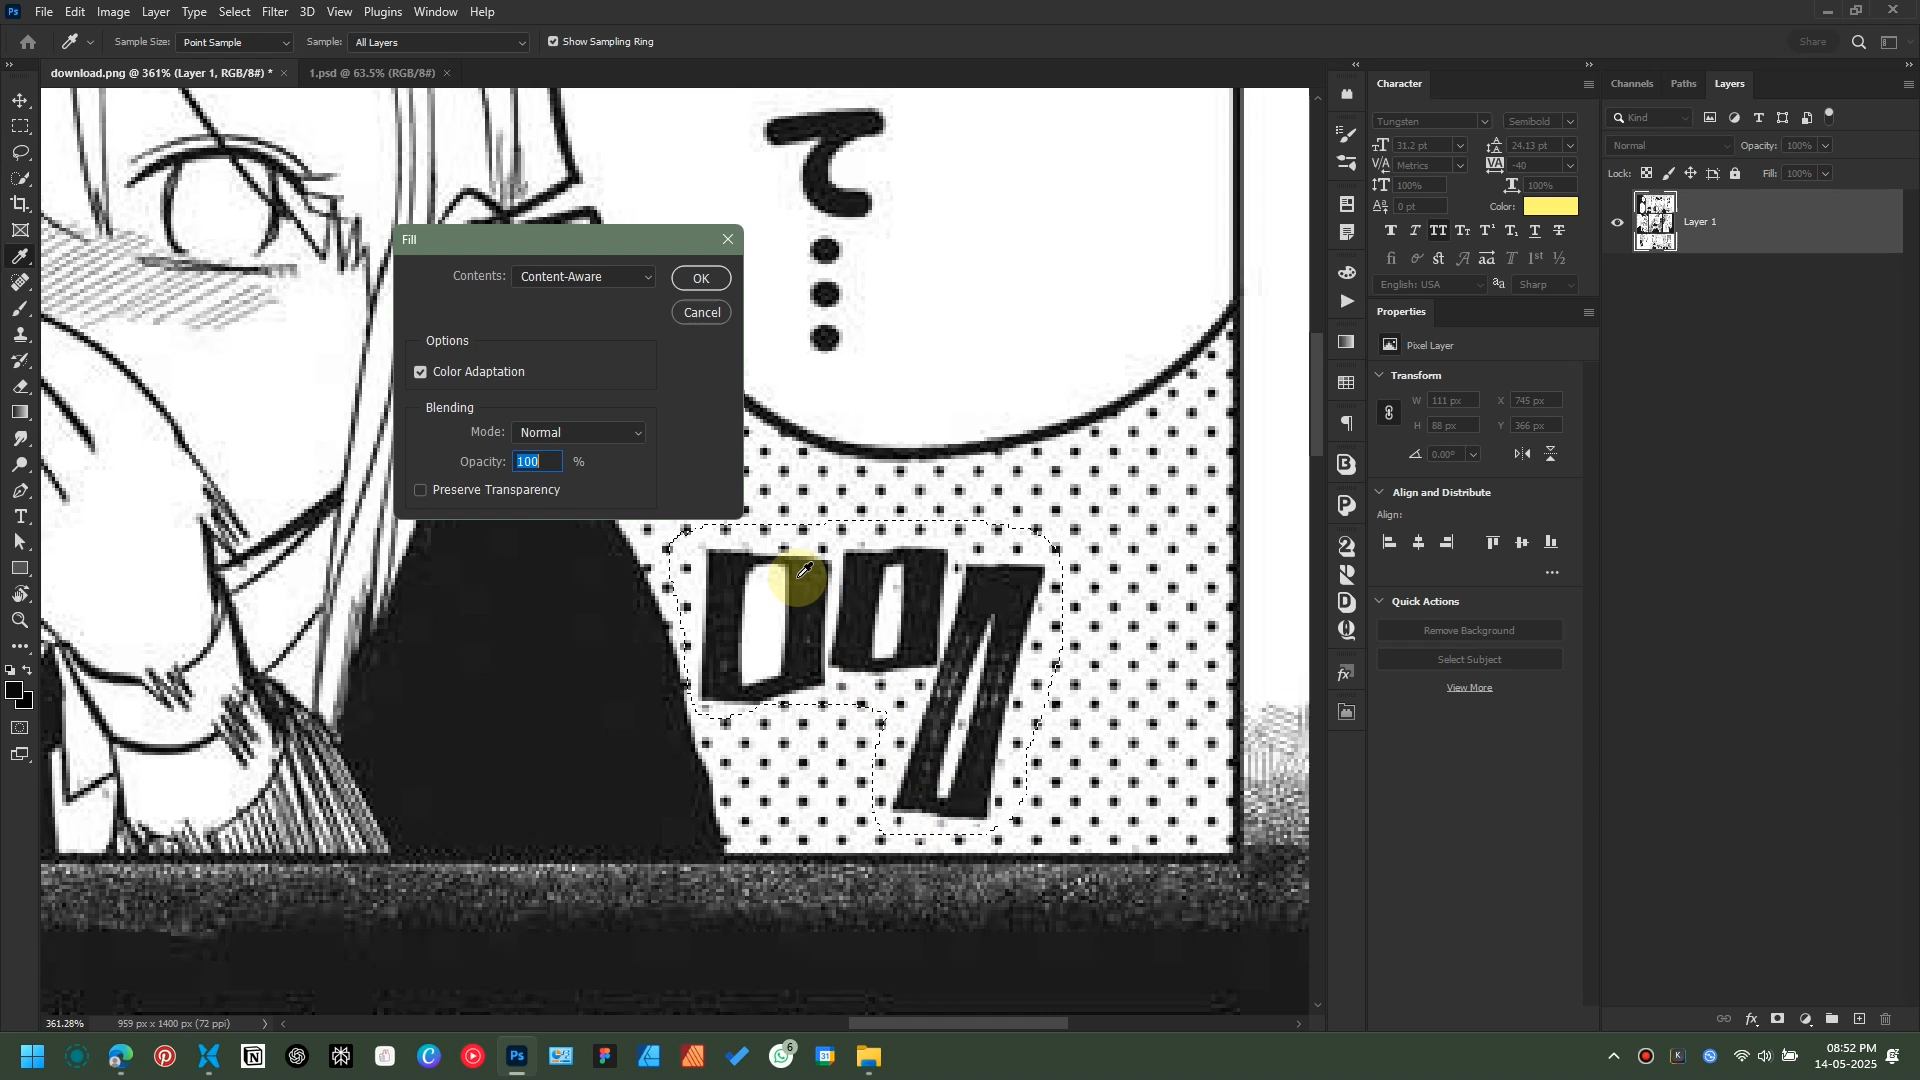 File Edit Image Layer Type Select Filter 3D View Plugins Window Help
Sample Size: Point Sample Sample: All Layers Show Sampling Ring Share
download.png @ 361% (Layer 1, RGB/8#) * 1.psd @ 63.5% (RGB/8#)
て
Fill
Contents: Content-Aware
OK
Cancel
Options
Color Adaptation
Blending
Mode: Normal
Opacity: 100 %
Preserve Transparency
361.28% 959 px x 1400 px (72 ppi)
Character
Tungsten Semibold
31.2 pt 24.13 pt
Metrics -40
100% 100%
0 pt Color:
English: USA Sharp
Properties
Pixel Layer
Transform
W 111 px X 745 px
H 88 px Y 366 px
0.00°
Align and Distribute
Align:
Quick Actions
Remove Background
Select Subject
View More
Channels Paths Layers
Kind
Normal Opacity: 100%
Lock: Fill: 100%
Layer 1
6
08:52 PM
14-05-2025